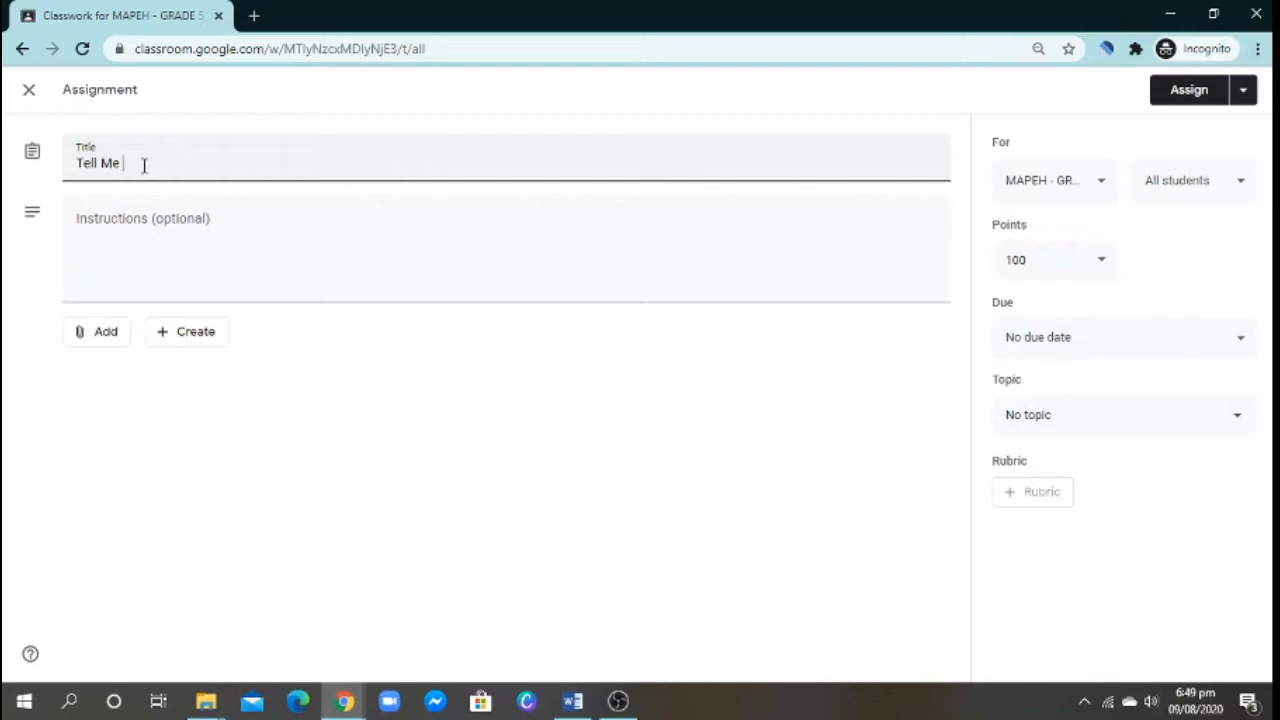 Classwork for MAPEH - GRADE 5
classroom.google.com/w/MTIyNzcxMDIyNjE3/t/all
Incognito
Assignment
Assign
Title
Tell Me
Instructions (optional)
Add
Create
For
MAPEH - GR...
All students
Points
100
Due
No due date
Topic
No topic
Rubric
Rubric
6:49 pm
09/08/2020
3